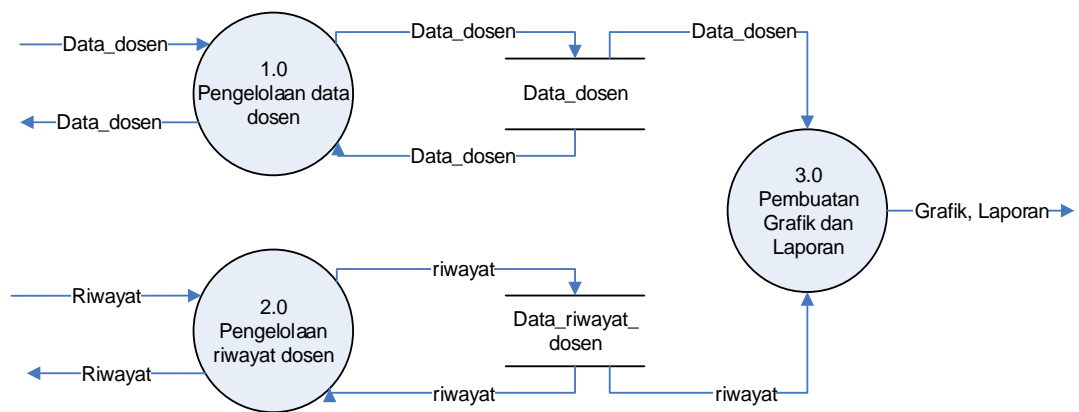 Data_dosen
Data_dosen
Data_dosen
1.0
Pengelolaan data
dosen
Data_dosen
Data_dosen
Data_dosen
3.0
Pembuatan
Grafik dan
Laporan
Grafik, Laporan
riwayat
Riwayat
2.0
Pengelolaan
riwayat dosen
Data_riwayat_
dosen
Riwayat
riwayat
riwayat